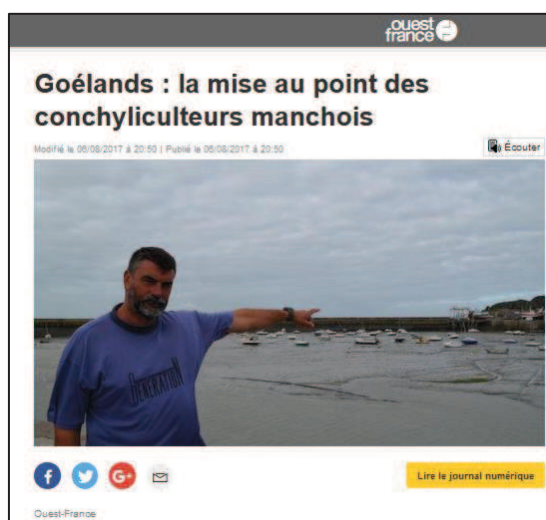 ouest
france
Goélands : la mise au point des
conchyliculteurs manchois
Modifié le 06/08/2017 à 20:50 | Publié le 06/08/2017 à 20:50
Écouter
GENERATION
f
G+
Lire le journal numérique
Ouest-France